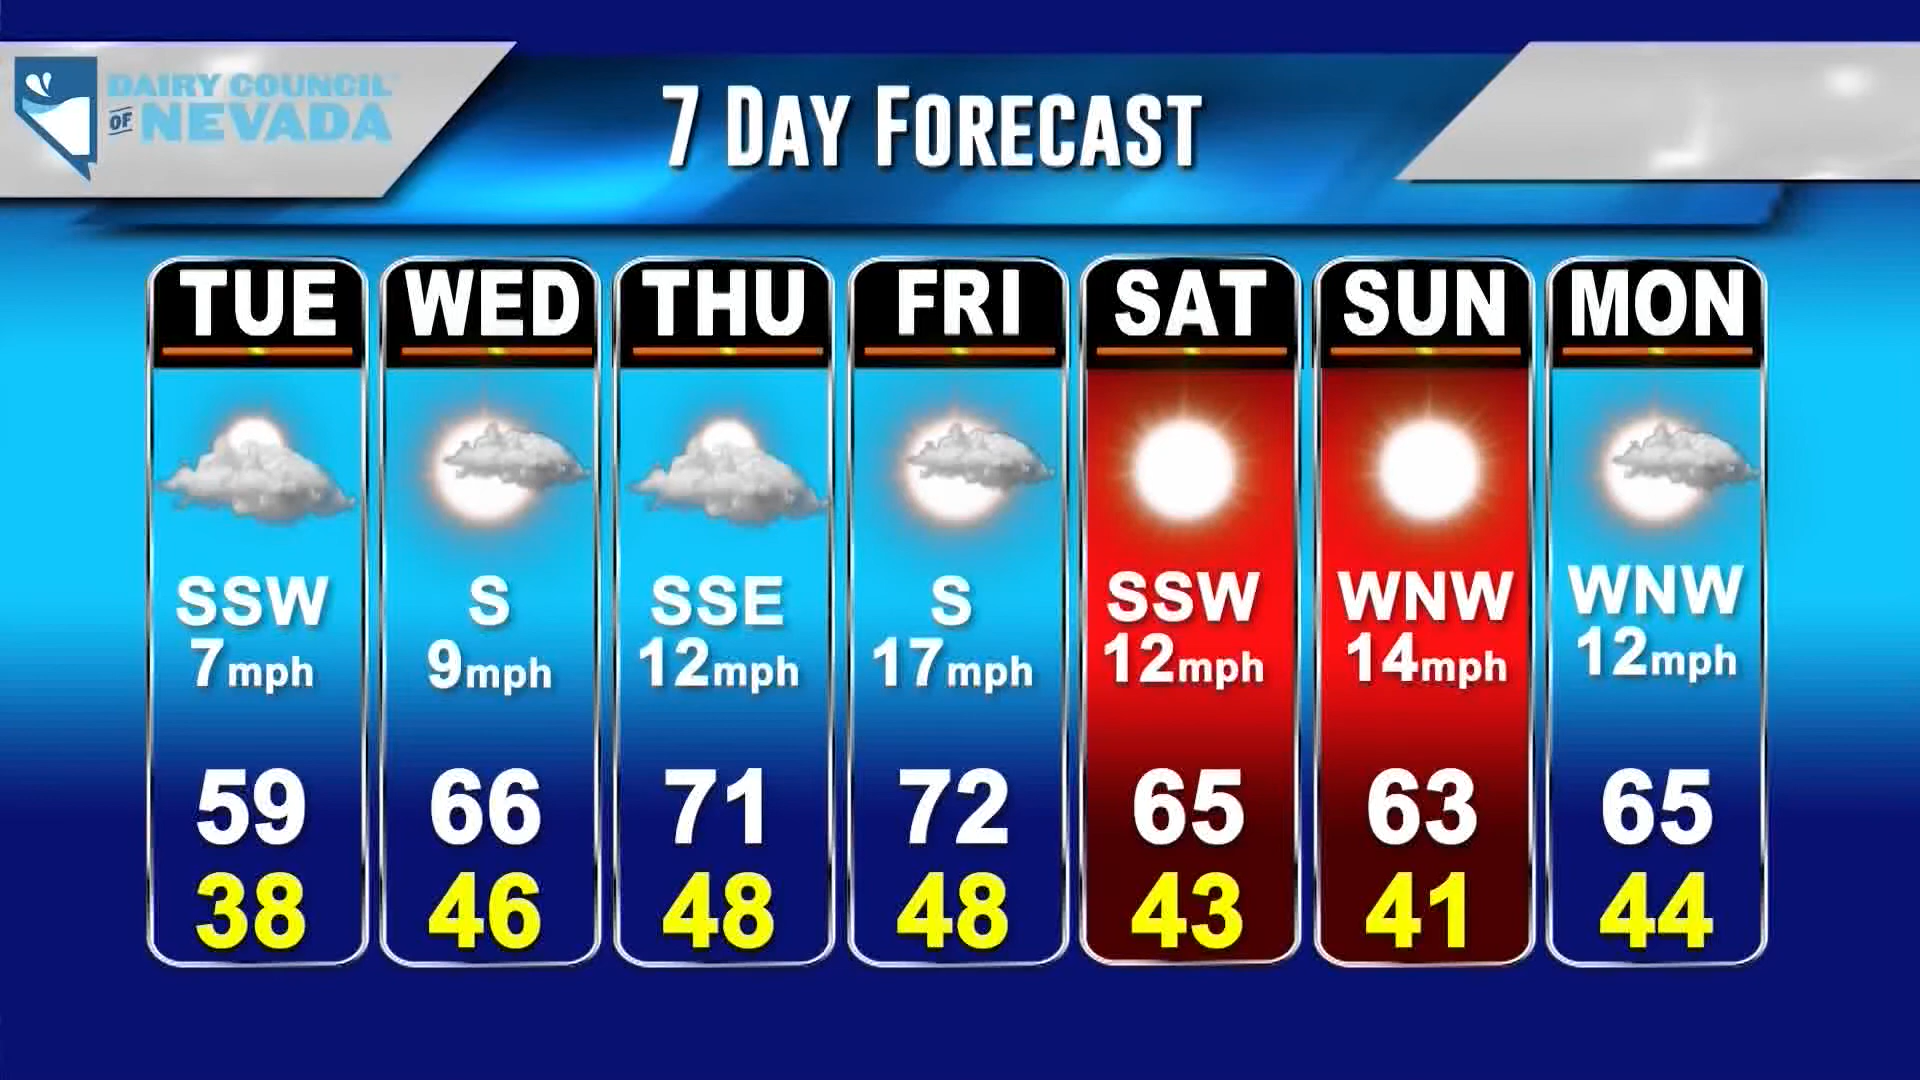 DAIRY COUNCIL
OF NEVADA
7 DAY FORECAST
TUE WED THU FRI SAT SUN MON
SSW S SSE S SSW WNW WNW
7mph 9mph 12mph 17mph 12mph 14mph 12mph
59 66 71 72 65 63 65
38 46 48 48 43 41 44